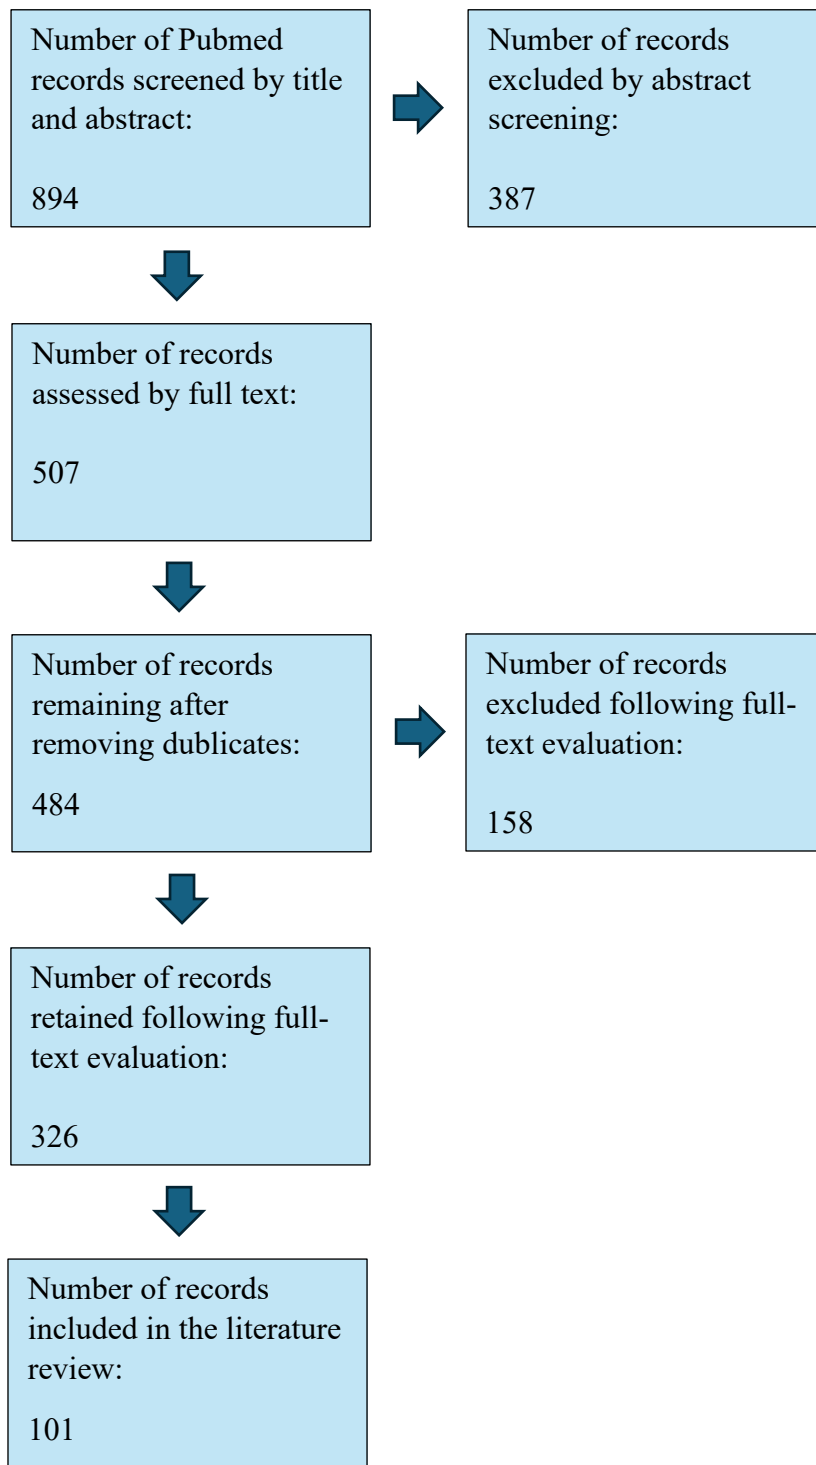 Number of Pubmed
records screened by title
and abstract:
894
Number of records
excluded by abstract
screening:
387
Number of records
assessed by full text:
507
Number of records
remaining after
removing dublicates:
484
Number of records
excluded following full-
text evaluation:
158
Number of records
retained following full-
text evaluation:
326
Number of records
included in the literature
review:
101